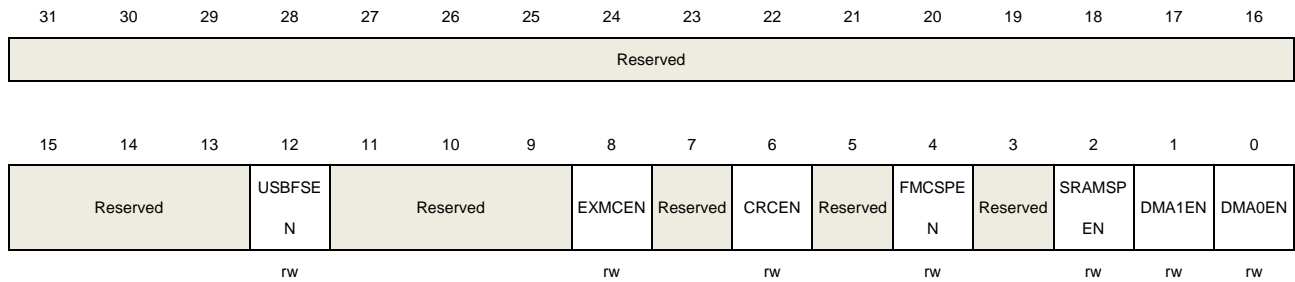 31 30 29 28 27 26 25 24 23 22 21 20 19 18 17 16
Reserved
15 14 13 12 11 10 9 8 7 6 5 4 3 2 1 0
Reserved USBFSE Reserved EXMCEN Reserved CRCEN Reserved FMCSPE Reserved SRAMSP DMA1EN DMA0EN
N N EN
rw rw rw rw rw rw rw